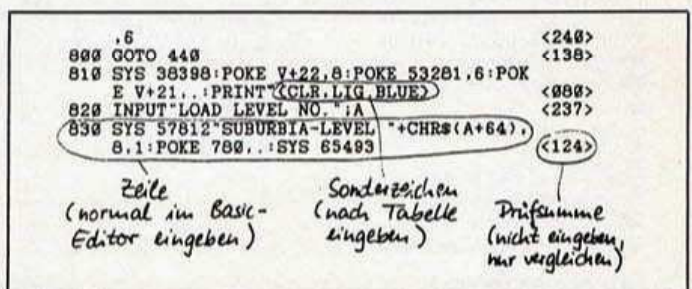 ,6 <240>
800 GOTO 440 <138>
810 SYS 38398:POKE V+22,8:POKE 53281,6:POK
E V+21,.:PRINT"{CLR,LIG.BLUE}" <080>
820 INPUT"LOAD LEVEL NO.";A <237>
830 SYS 57812"SUBURBIA-LEVEL "+CHR$(A+64),
8,1:POKE 780,.:SYS 65493 <124>
Zeile
(normal im Basic-
Editor eingeben)
Sonderzeichen
(nach Tabelle
eingeben)
Prüfsumme
(nicht eingeben,
nur vergleichen)